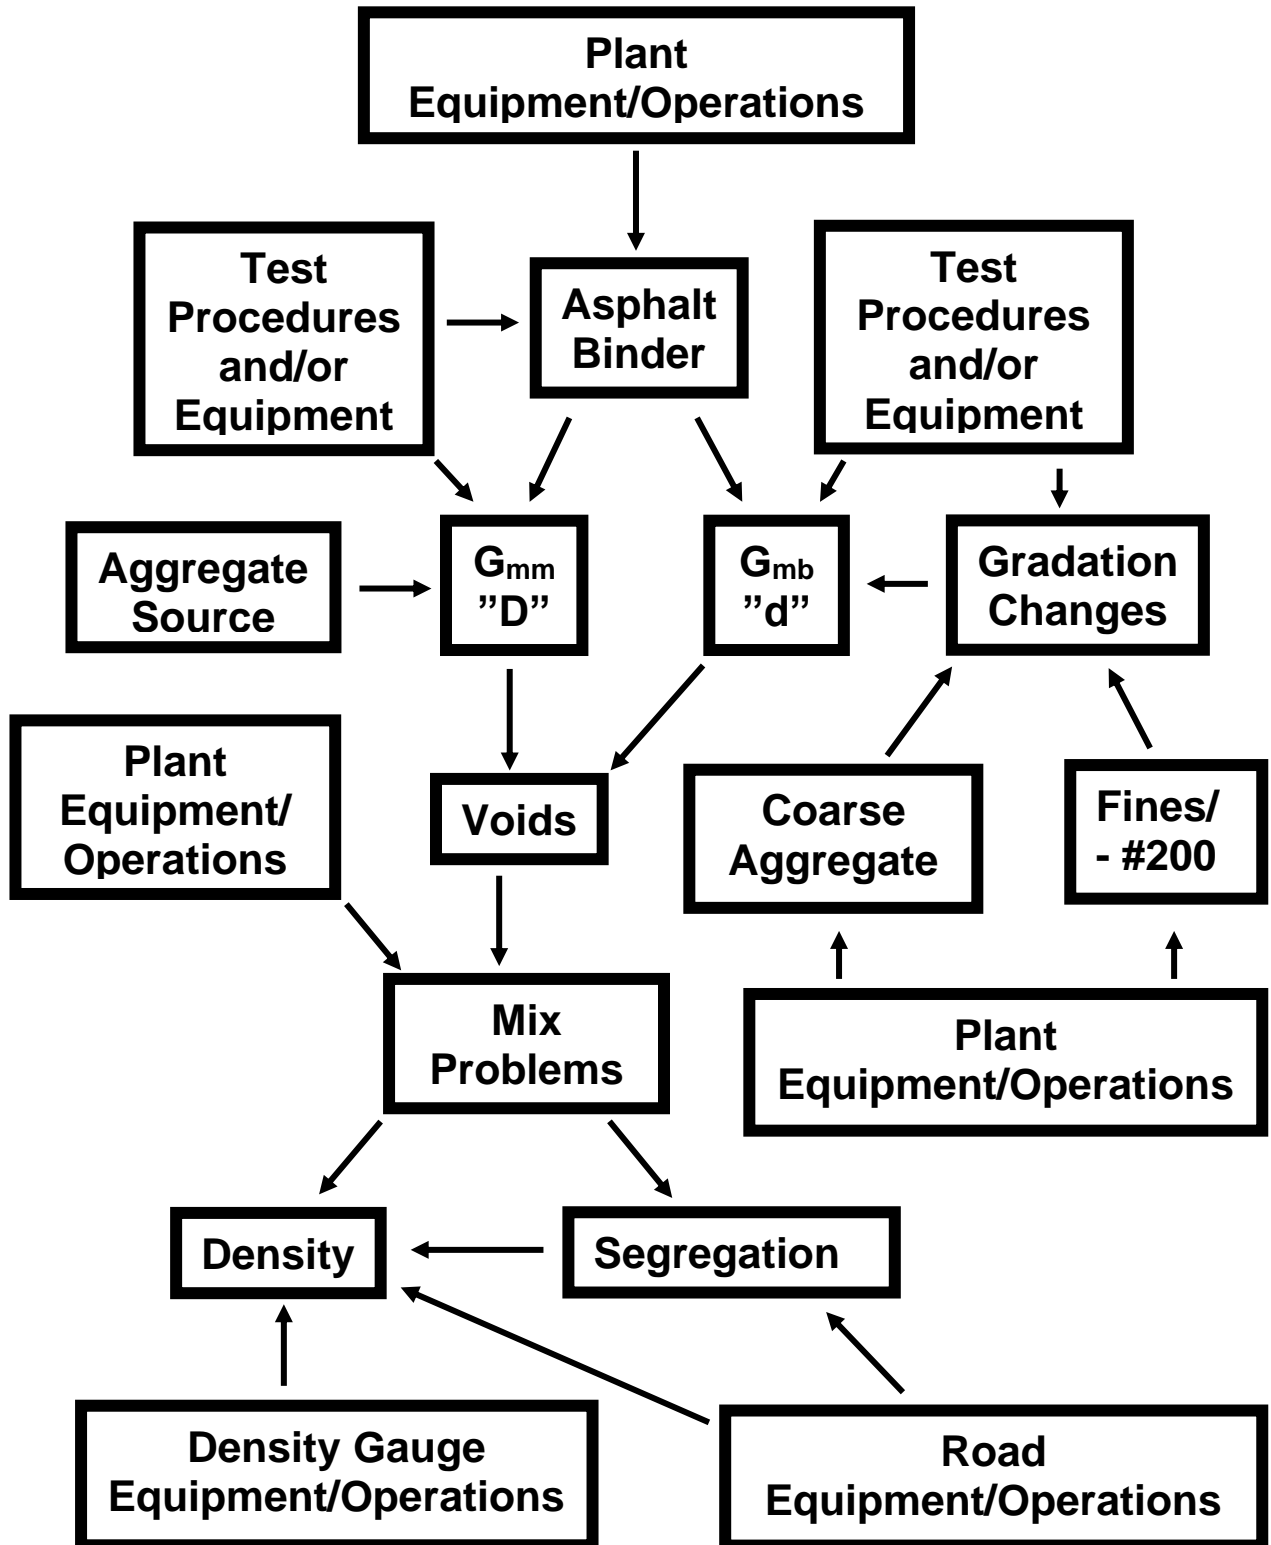 Plant
Equipment/Operations
Test
Procedures
and/or
Equipment
Asphalt
Binder
Test
Procedures
and/or
Equipment
Aggregate
Source
Gmm
”D”
Gmb
”d”
Gradation
Changes
Plant
Equipment/
Operations
Voids
Coarse
Aggregate
Fines/
- #200
Mix
Problems
Plant
Equipment/Operations
Density
Segregation
Density Gauge
Equipment/Operations
Road
Equipment/Operations